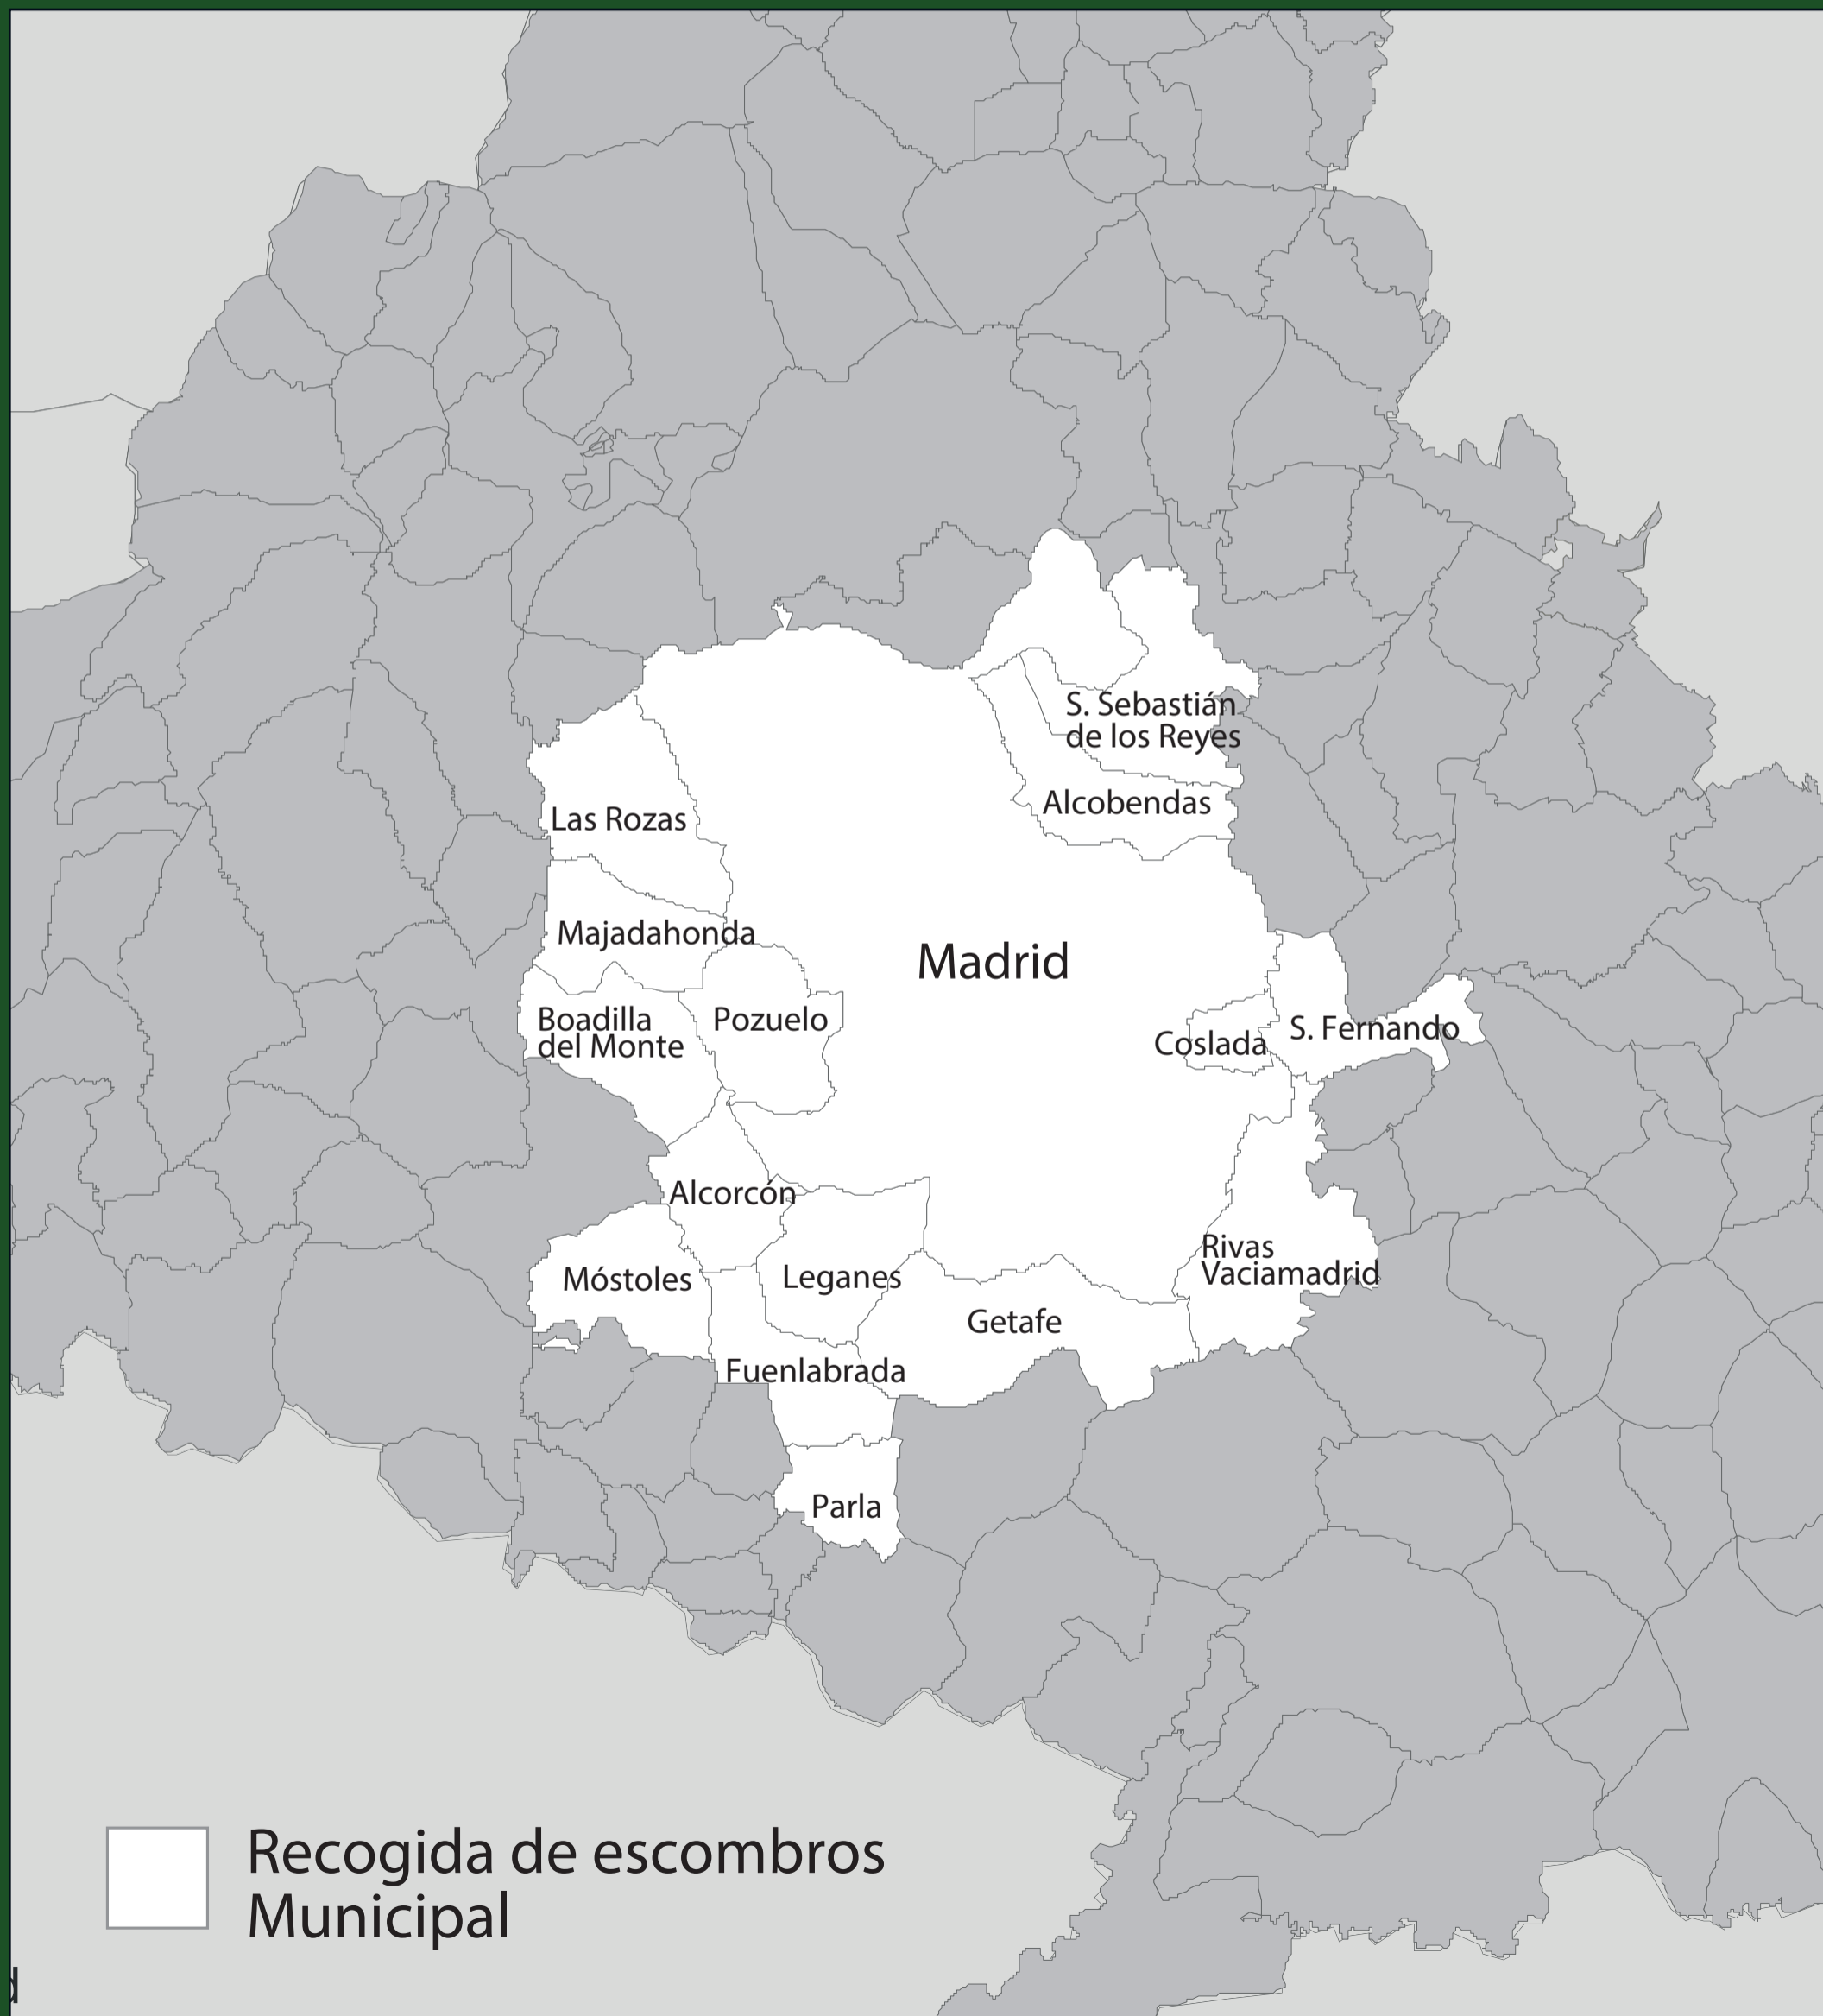 S. Sebastián
de los Reyes
Alcobendas
Las Rozas
Majadahonda
Madrid
Boadilla
del Monte
Pozuelo
Coslada
S. Fernando
Alcorcón
Móstoles
Leganes
Rivas
Vaciamadrid
Getafe
Fuenlabrada
Parla
Recogida de escombros
Municipal
d